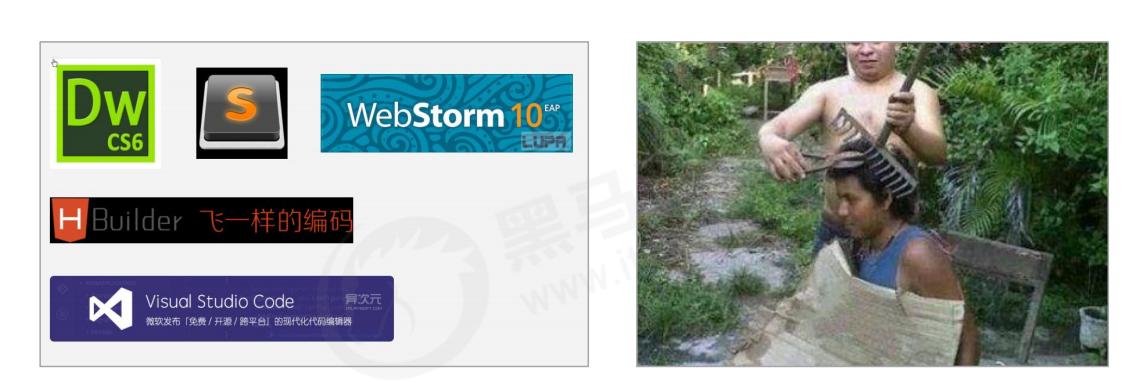 Dw
CS6
S
WebStorm 10 EAP
LUPA
HBuilder 飞一样的编码
Visual Studio Code
异次元
微软发布「免费 / 开源 / 跨平台」的现代化代码编辑器
黑马
www.i